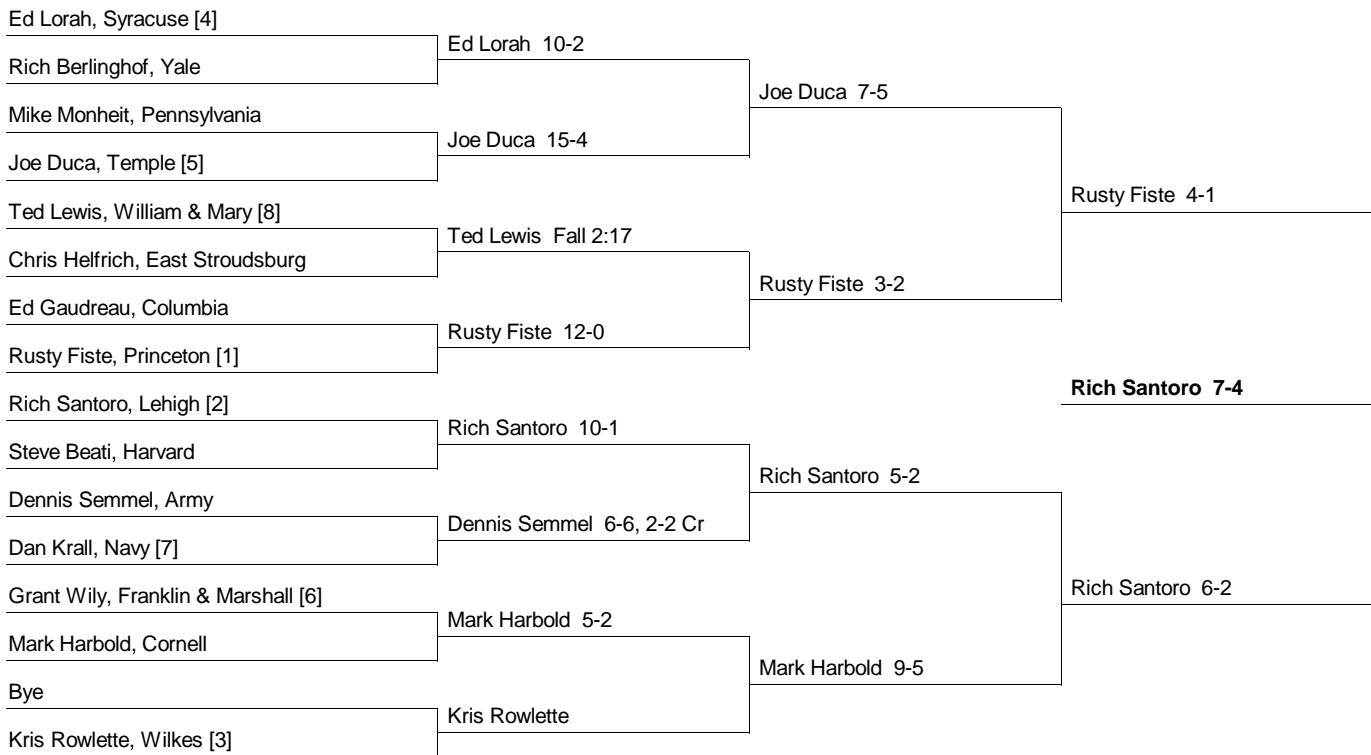 Ed Lorah, Syracuse [4]
Rich Berlinghof, Yale
Mike Monheit, Pennsylvania
Joe Duca, Temple [5]
Ted Lewis, William & Mary [8]
Chris Helfrich, East Stroudsburg
Ed Gaudreau, Columbia
Rusty Fiste, Princeton [1]
Rich Santoro, Lehigh [2]
Steve Beati, Harvard
Dennis Semmel, Army
Dan Krall, Navy [7]
Grant Wily, Franklin & Marshall [6]
Mark Harbold, Cornell
Bye
Kris Rowlette, Wilkes [3]
Ed Lorah 10-2
Joe Duca 15-4
Ted Lewis Fall 2:17
Rusty Fiste 12-0
Rich Santoro 10-1
Dennis Semmel 6-6, 2-2 Cr
Mark Harbold 5-2
Kris Rowlette
Joe Duca 7-5
Rusty Fiste 3-2
Rich Santoro 5-2
Mark Harbold 9-5
Rusty Fiste 4-1
Rich Santoro 7-4
Rich Santoro 6-2